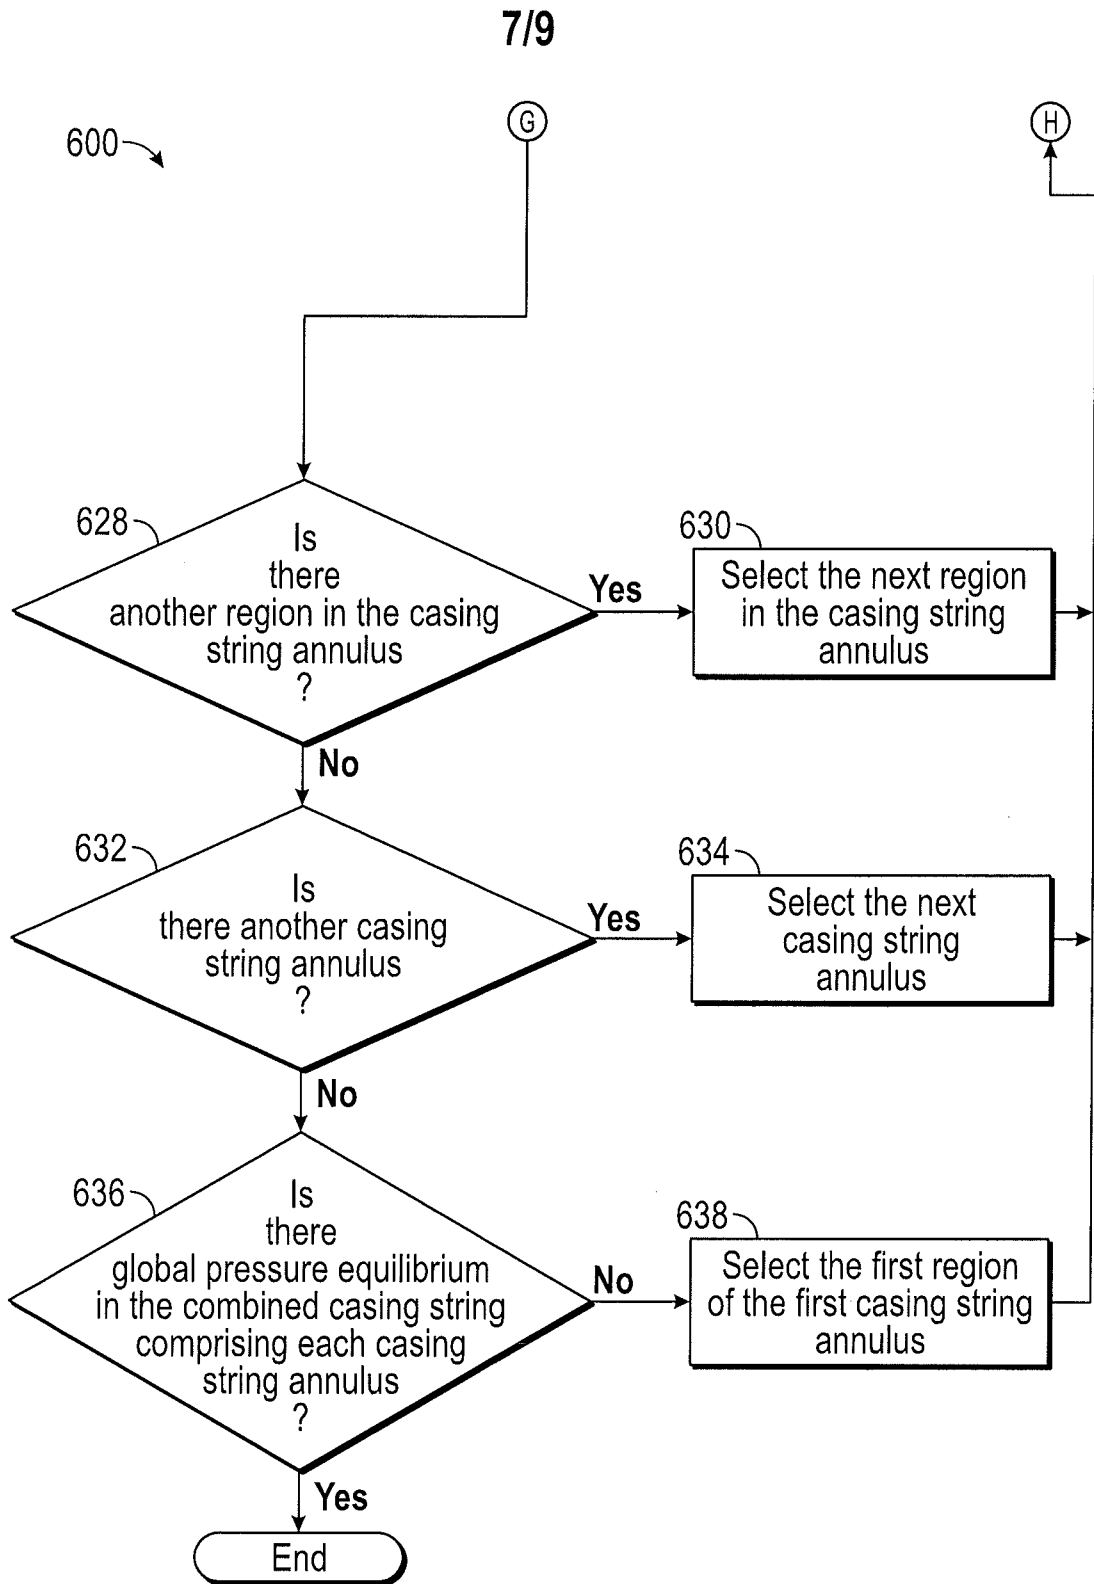 7/9
600
G
H
628
Is
there
another region in the casing
string annulus
?
Yes
630
Select the next region
in the casing string
annulus
No
632
Is
there another casing
string annulus
?
Yes
634
Select the next
casing string
annulus
No
636
Is
there
global pressure equilibrium
in the combined casing string
comprising each casing
string annulus
?
No
638
Select the first region
of the first casing string
annulus
Yes
End